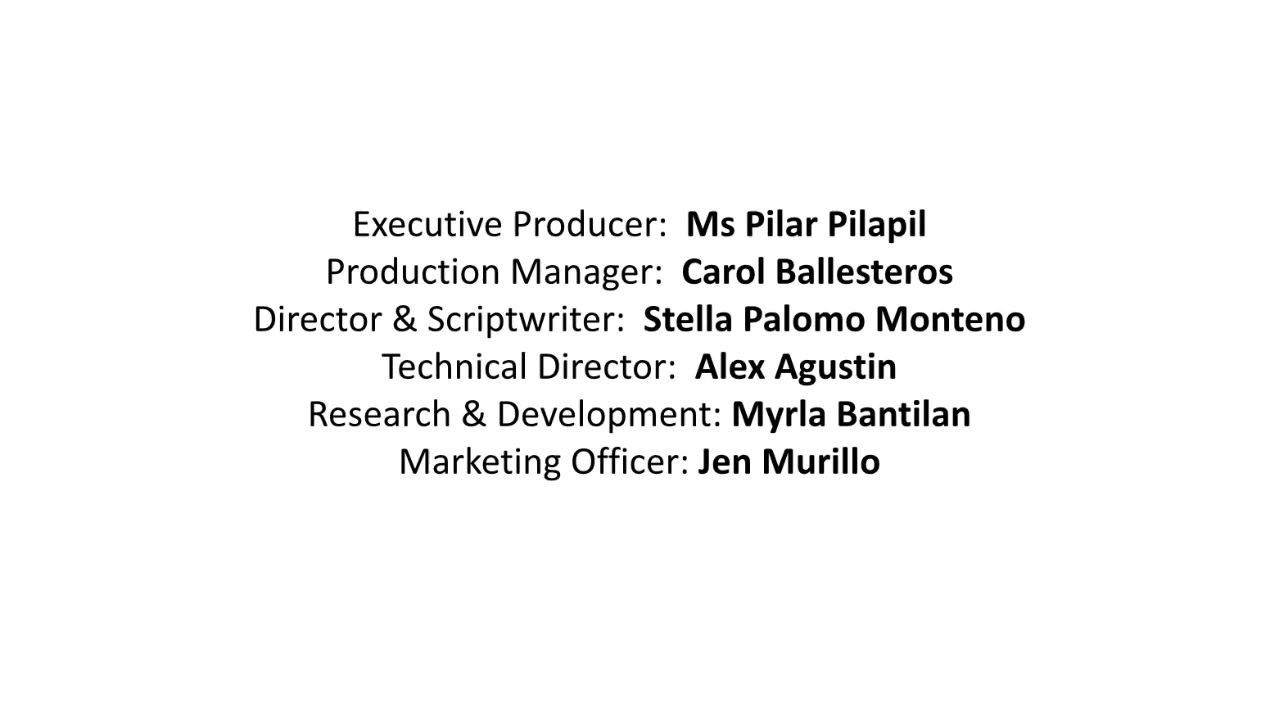 Executive Producer:  Ms Pilar Pilapil
Production Manager:  Carol Ballesteros
Director & Scriptwriter:  Stella Palomo Monteno
Technical Director:  Alex Agustin
Research & Development: Myrla Bantilan
Marketing Officer: Jen Murillo